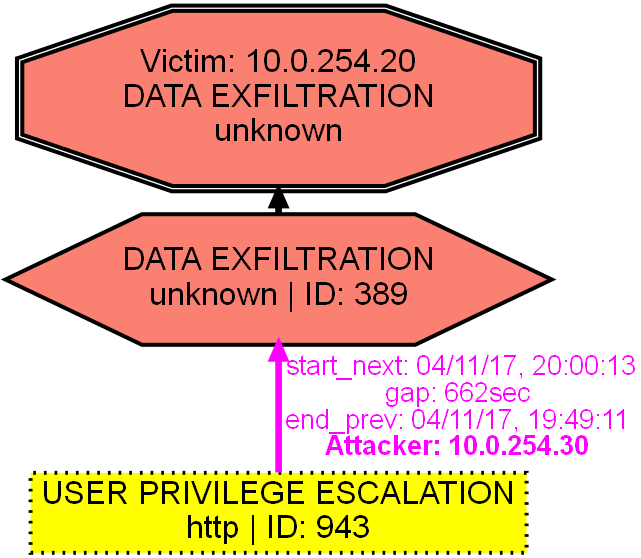 Victim: 10.0.254.20
DATA EXFILTRATION
unknown
DATA EXFILTRATION
unknown | ID: 389
start_next: 04/11/17, 20:00:13
gap: 662sec
end_prev: 04/11/17, 19:49:11
Attacker: 10.0.254.30
USER PRIVILEGE ESCALATION
http | ID: 943